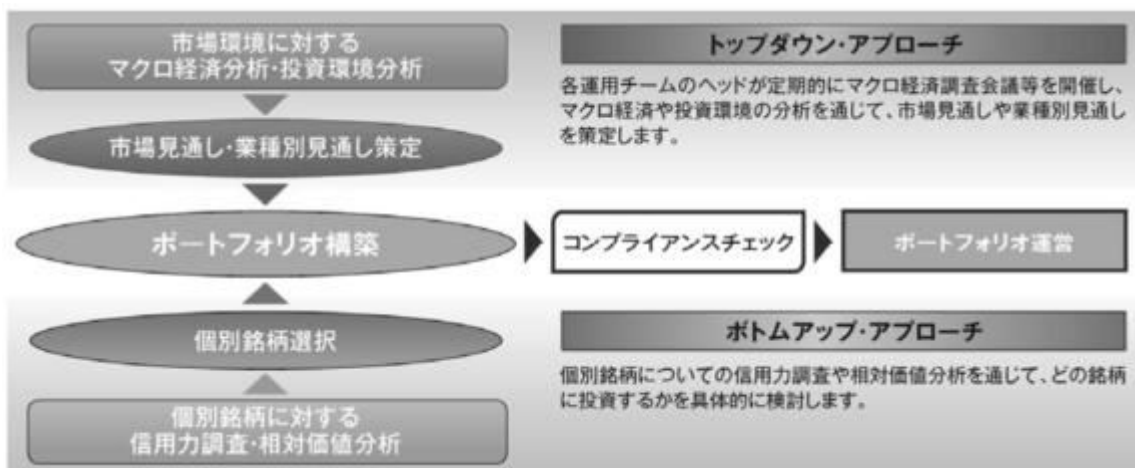 市場環境に対する
マクロ経済分析・投資環境分析
市場見通し・業種別見通し策定
トップダウン・アプローチ
各運用チームのヘッドが定期的にマクロ経済調査会議等を開催し、
マクロ経済や投資環境の分析を通じて、市場見通しや業種別見通し
を策定します。
ポートフォリオ構築
コンプライアンスチェック
ポートフォリオ運営
個別銘柄選択
個別銘柄に対する
信用力調査・相対価値分析
ボトムアップ・アプローチ
個別銘柄についての信用力調査や相対価値分析を通じて、どの銘柄
に投資するかを具体的に検討します。